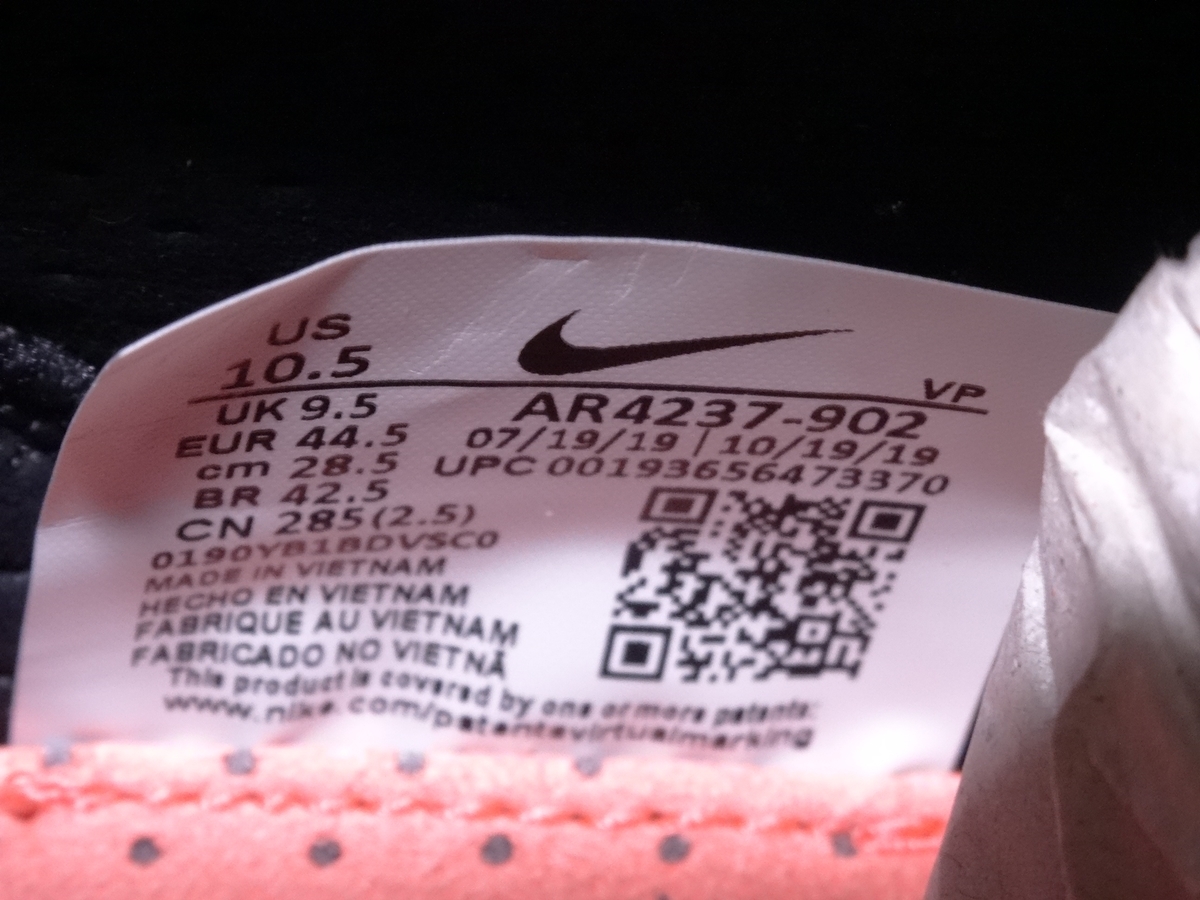 US
10.5
VP
UK 9.5
EUR 44.5
cm 28.5
BR 42.5
CN 285(2.5)
AR4237-902
07/19/19 | 10/19/19
UPC 00193656473370
0190YB1BDVSC0
MADE IN VIETNAM
HECHO EN VIETNAM
FABRIQUE AU VIETNAM
FABRICADO NO VIETNÃ
This product is covered by one or more patents:
www.nike.com/patentsvirtualmarking